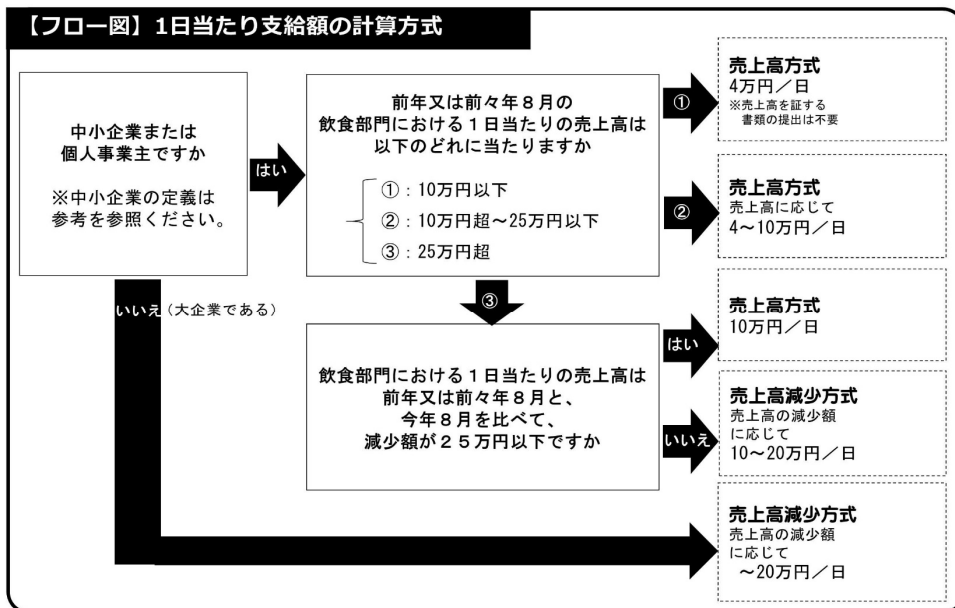 【フロー図】1日当たり支給額の計算方式
中小企業または
個人事業主ですか
※中小企業の定義は
参考を参照ください。
はい
前年又は前々年8月の
飲食部門における1日当たりの売上高は
以下のどれに当たりますか
①：10万円以下
②：10万円超～25万円以下
③：25万円超
①
売上高方式
4万円／日
※売上高を証する
書類の提出は不要
②
売上高方式
売上高に応じて
4～10万円／日
③
いいえ（大企業である）
飲食部門における1日当たりの売上高は
前年又は前々年8月と、
今年8月を比べて、
減少額が２５万円以下ですか
はい
売上高方式
10万円／日
いいえ
売上高減少方式
売上高の減少額
に応じて
10～20万円／日
売上高減少方式
売上高の減少額
に応じて
～20万円／日